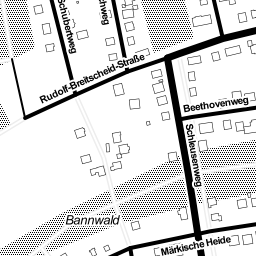 Schubertweg
Rudolf-Breitscheid-Straße
Beethovenweg
Schleusenweg
Bannwald
Märkische Heide